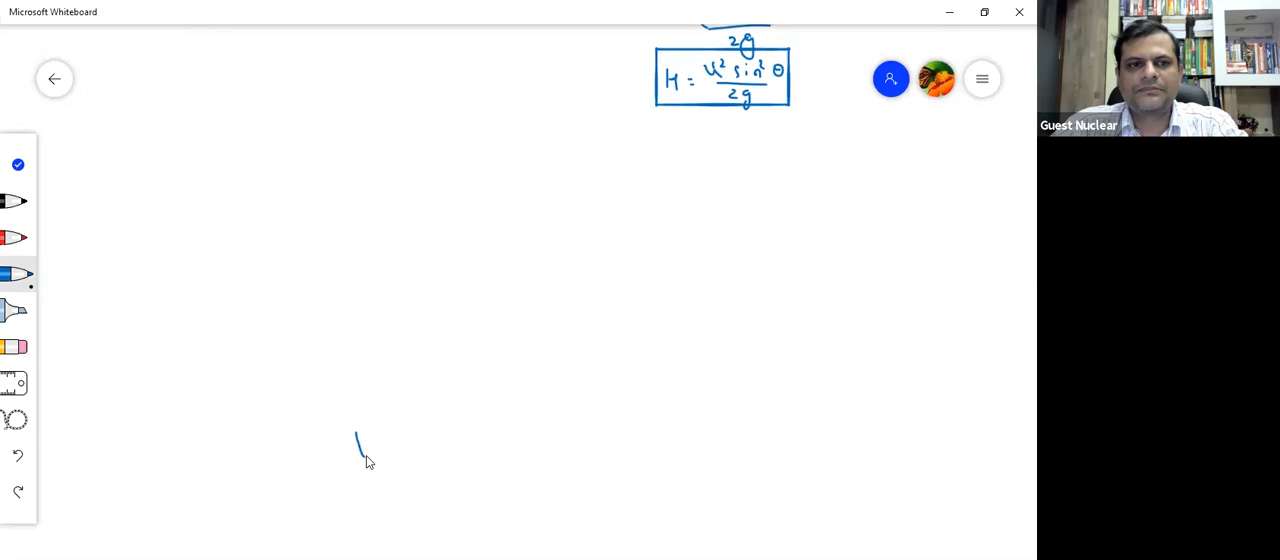 Microsoft Whiteboard
2g
H = u² sin² θ
2g
Guest Nuclear